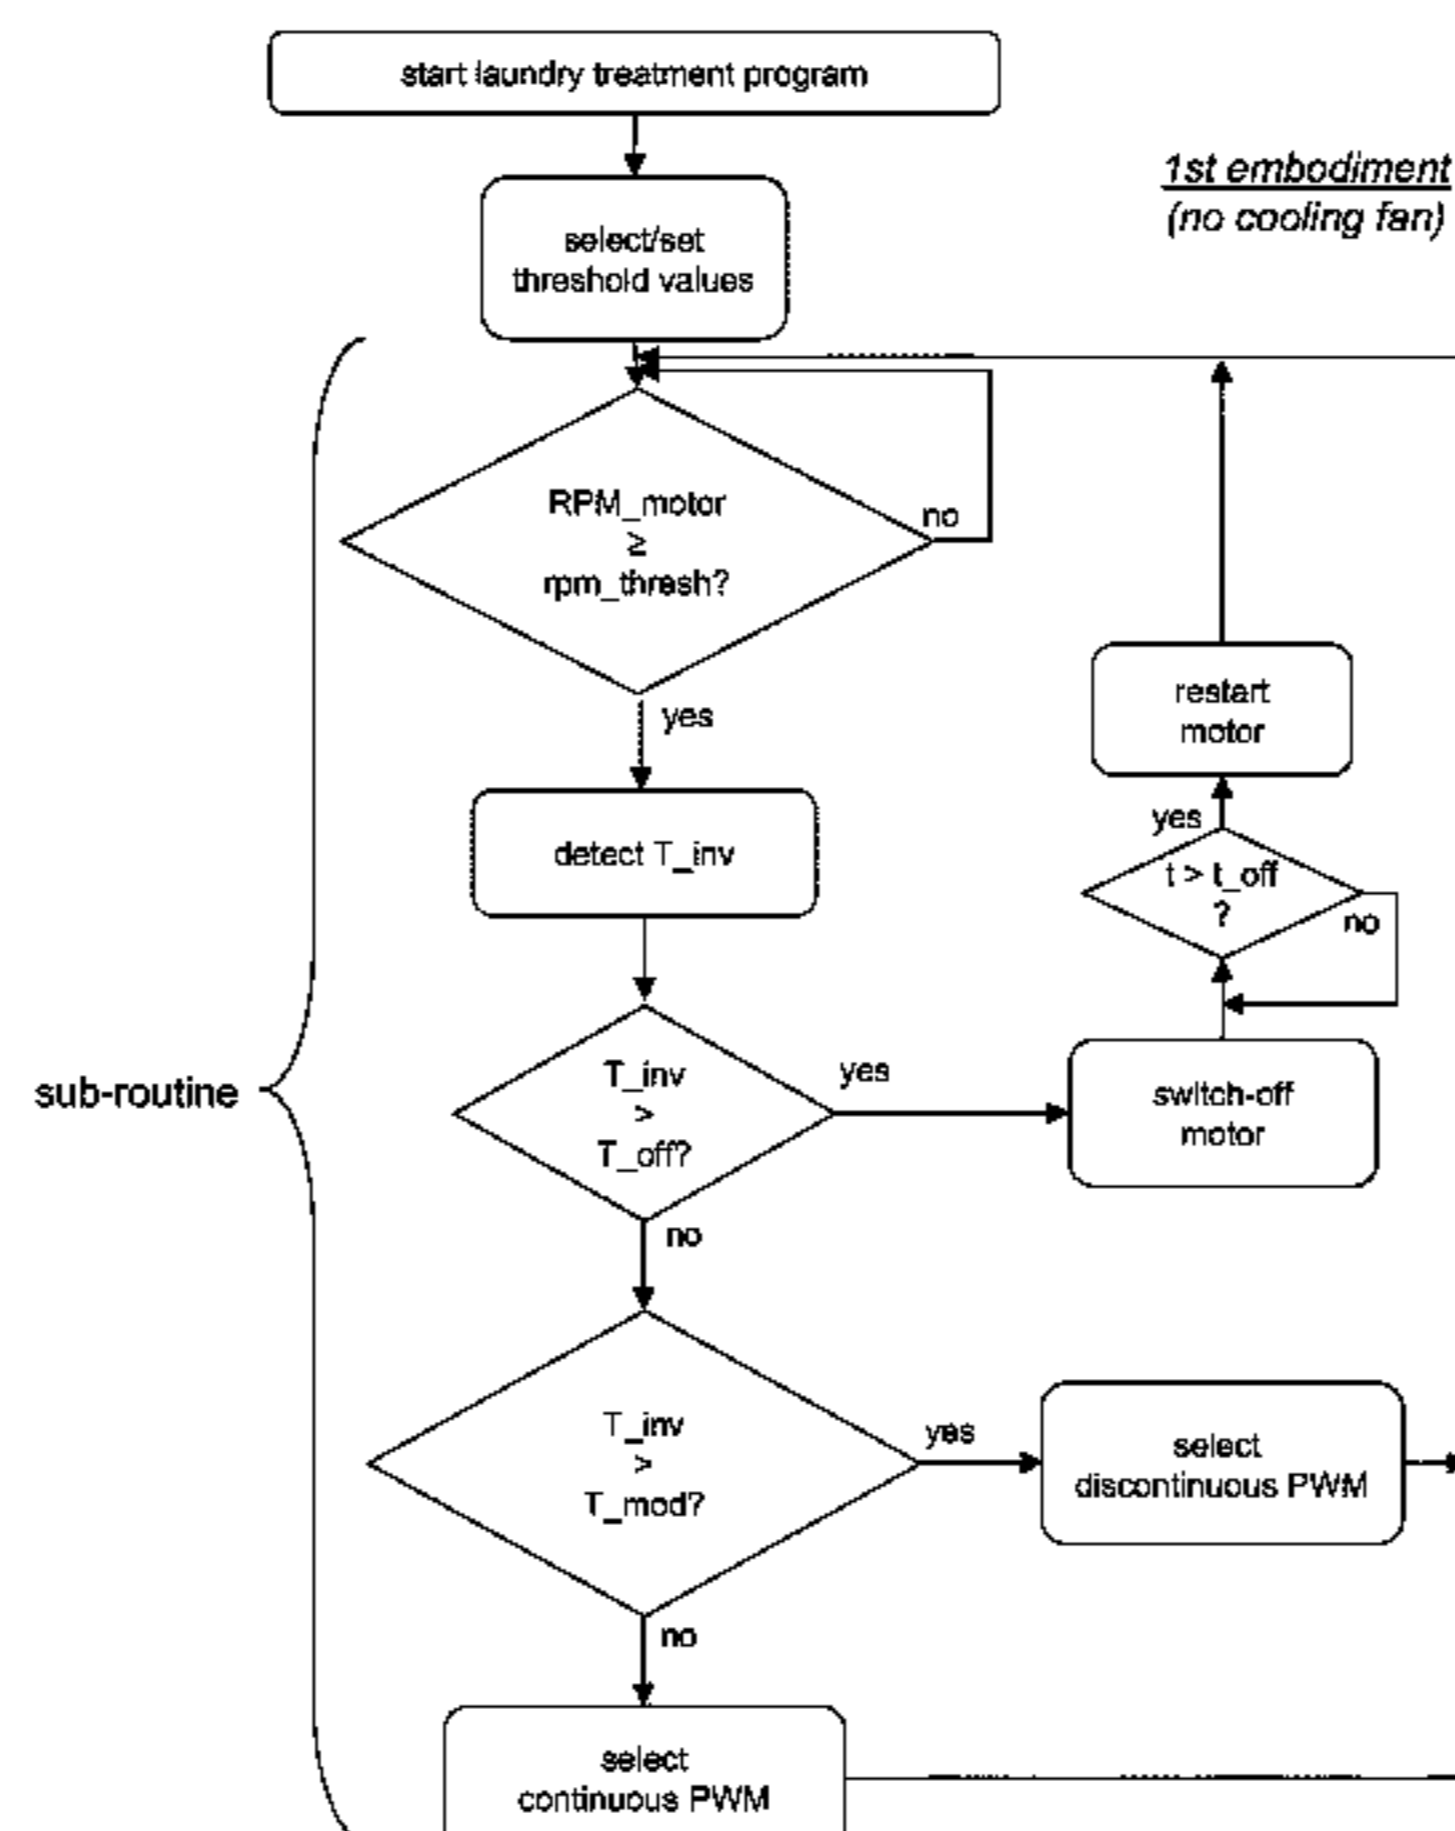 start laundry treatment program
1st embodiment
(no cooling fan)
select/set
threshold values
RPM_motor
≥
rpm_thresh?
no
yes
restart
motor
detect T_inv
yes
t > t_off
?
no
sub-routine
T_inv
>
T_off?
yes
switch-off
motor
no
T_inv
>
T_mod?
yes
select
discontinuous PWM
no
select
continuous PWM